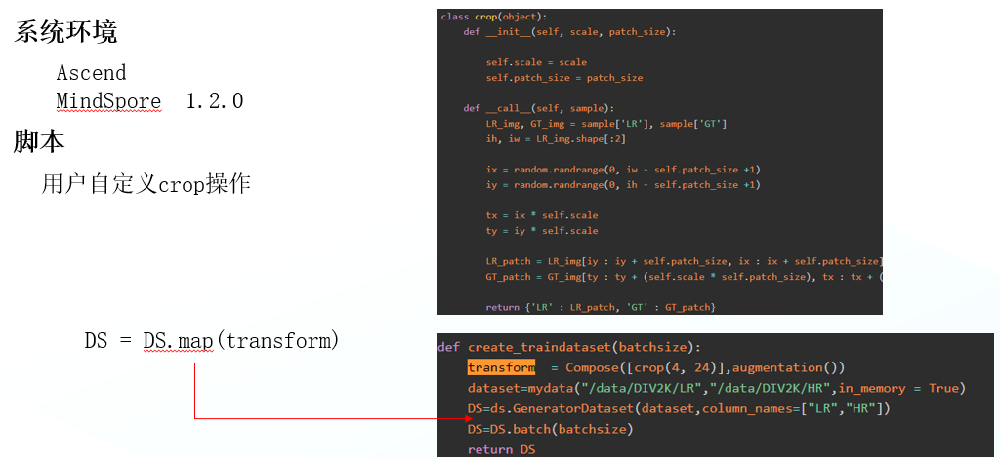 系统环境
Ascend
MindSpore 1.2.0
脚本
用户自定义crop操作
class crop(object):
def __init__(self, scale, patch_size):
self.scale = scale
self.patch_size = patch_size
def __call__(self, sample):
LR_img, GT_img = sample['LR'], sample['GT']
ih, iw = LR_img.shape[:2]
ix = random.randrange(0, iw - self.patch_size +1)
iy = random.randrange(0, ih - self.patch_size +1)
tx = ix * self.scale
ty = iy * self.scale
LR_patch = LR_img[iy : iy + self.patch_size, ix : ix + self.patch_size]
GT_patch = GT_img[ty : ty + (self.scale * self.patch_size), tx : tx + (
return {'LR' : LR_patch, 'GT' : GT_patch}
DS = DS.map(transform)
def create_traindataset(batchsize):
transform = Compose([crop(4, 24)],augmentation())
dataset=mydata("/data/DIV2K/LR","/data/DIV2K/HR",in_memory = True)
DS=ds.GeneratorDataset(dataset,column_names=["LR","HR"])
DS=DS.batch(batchsize)
return DS